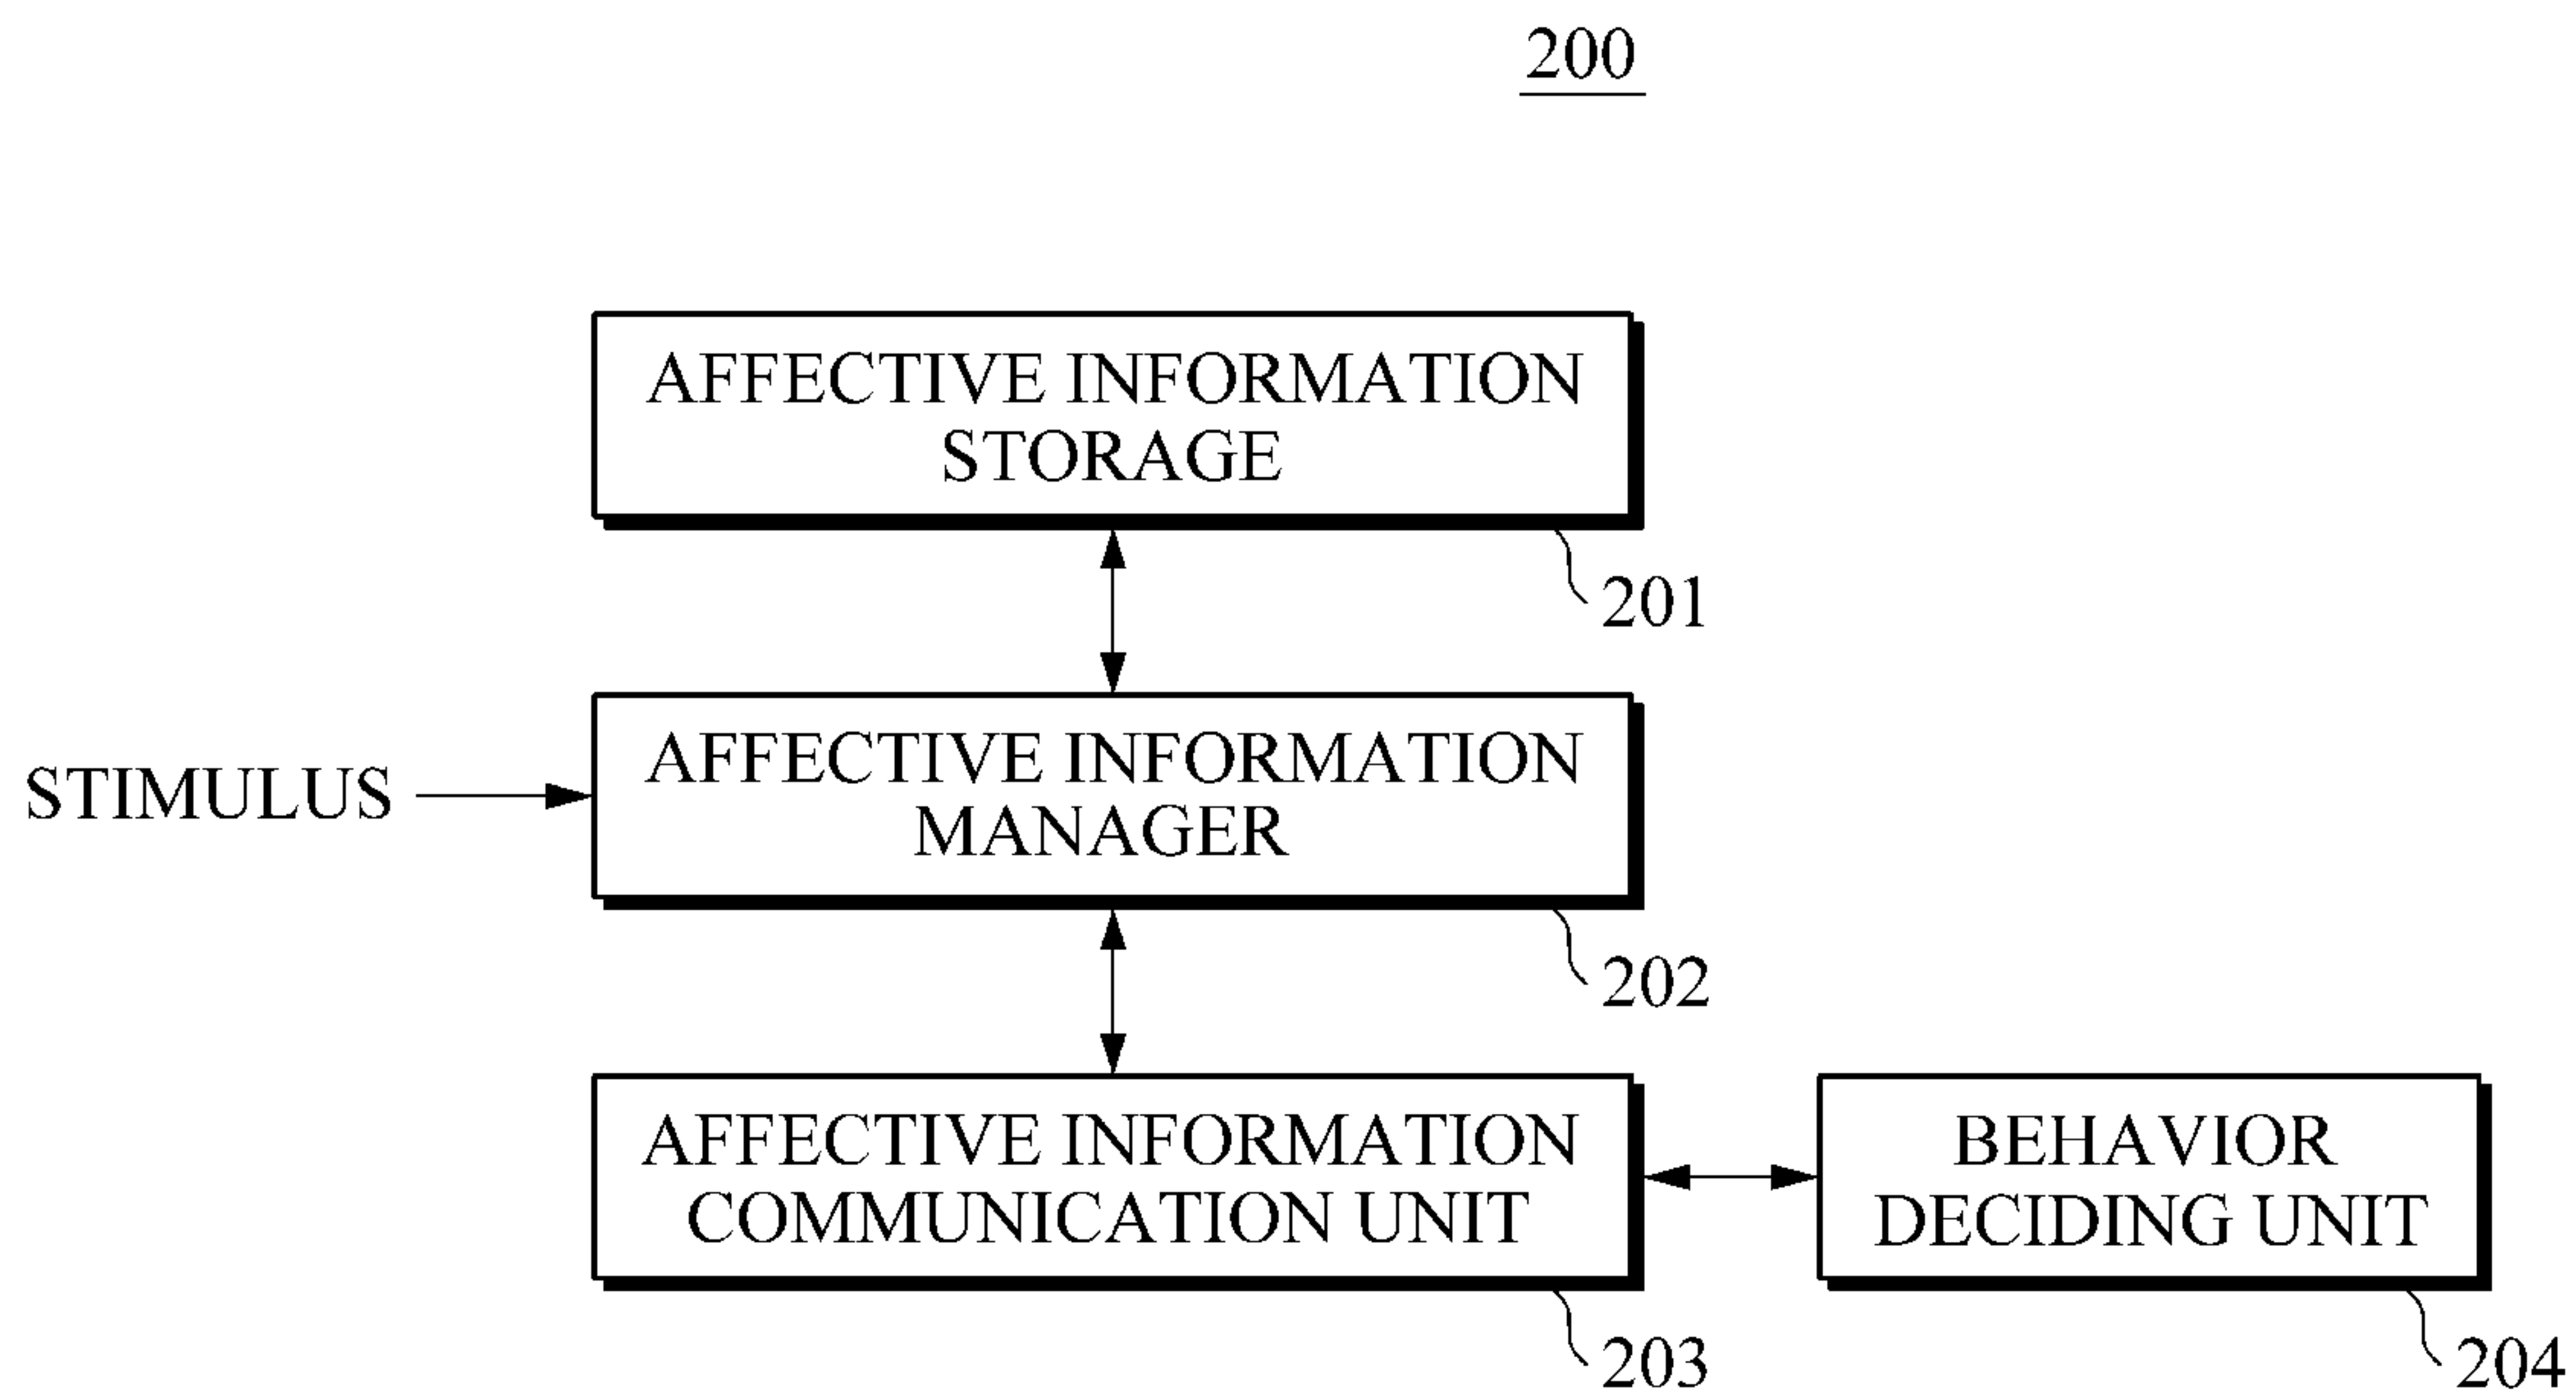 200
AFFECTIVE INFORMATION
STORAGE
201
STIMULUS
AFFECTIVE INFORMATION
MANAGER
202
AFFECTIVE INFORMATION
COMMUNICATION UNIT
203
BEHAVIOR
DECIDING UNIT
204